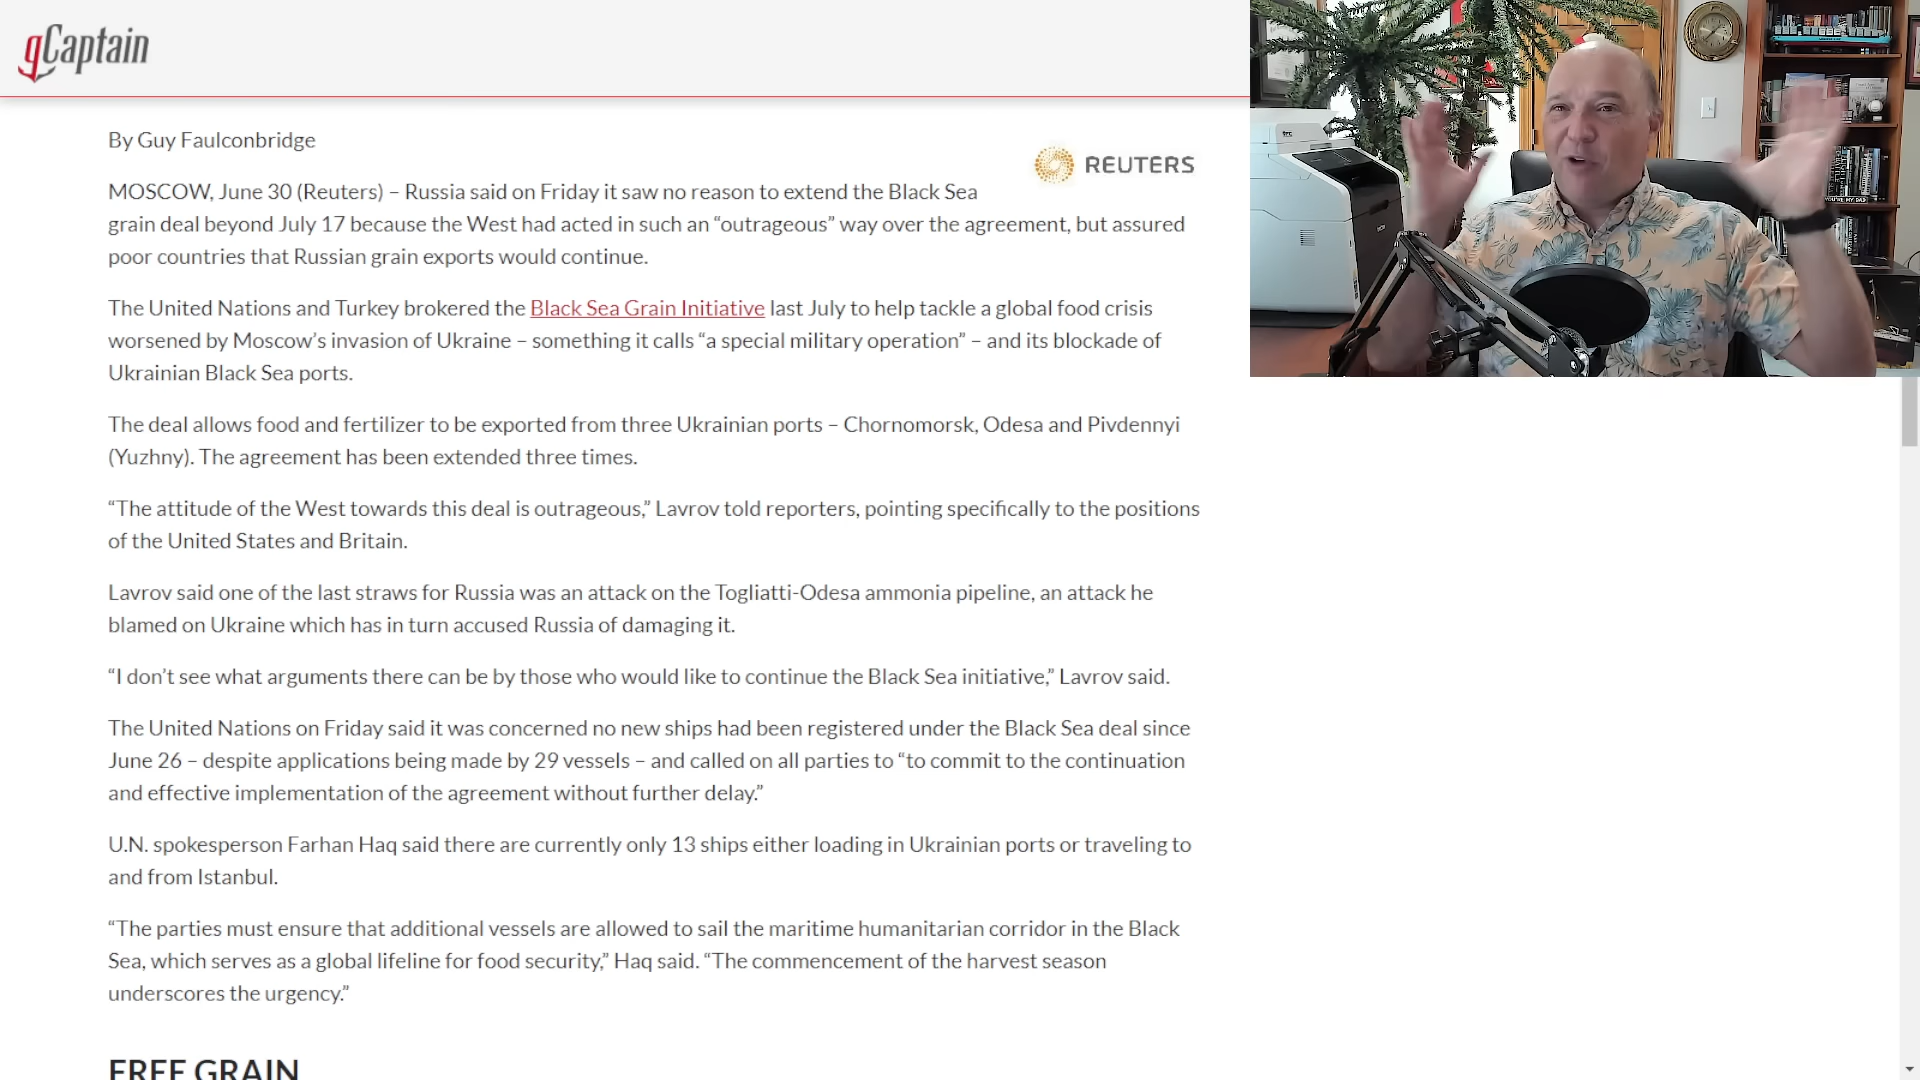 gCaptain
By Guy Faulconbridge
REUTERS
MOSCOW, June 30 (Reuters) – Russia said on Friday it saw no reason to extend the Black Sea
grain deal beyond July 17 because the West had acted in such an “outrageous” way over the agreement, but assured
poor countries that Russian grain exports would continue.
The United Nations and Turkey brokered the Black Sea Grain Initiative last July to help tackle a global food crisis
worsened by Moscow’s invasion of Ukraine – something it calls “a special military operation” – and its blockade of
Ukrainian Black Sea ports.
The deal allows food and fertilizer to be exported from three Ukrainian ports – Chornomorsk, Odesa and Pivdennyi
(Yuzhny). The agreement has been extended three times.
“The attitude of the West towards this deal is outrageous,” Lavrov told reporters, pointing specifically to the positions
of the United States and Britain.
Lavrov said one of the last straws for Russia was an attack on the Togliatti-Odesa ammonia pipeline, an attack he
blamed on Ukraine which has in turn accused Russia of damaging it.
“I don’t see what arguments there can be by those who would like to continue the Black Sea initiative,” Lavrov said.
The United Nations on Friday said it was concerned no new ships had been registered under the Black Sea deal since
June 26 – despite applications being made by 29 vessels – and called on all parties to “to commit to the continuation
and effective implementation of the agreement without further delay.”
U.N. spokesperson Farhan Haq said there are currently only 13 ships either loading in Ukrainian ports or traveling to
and from Istanbul.
“The parties must ensure that additional vessels are allowed to sail the maritime humanitarian corridor in the Black
Sea, which serves as a global lifeline for food security,” Haq said. “The commencement of the harvest season
underscores the urgency.”
FREE GRAIN